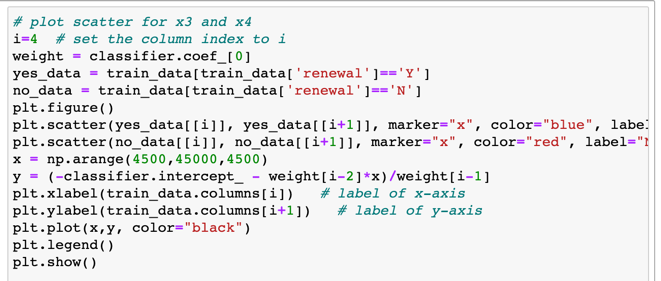 # plot scatter for x3 and x4
i=4  # set the column index to i
weight = classifier.coef_[0]
yes_data = train_data[train_data['renewal']=='Y']
no_data = train_data[train_data['renewal']=='N']
plt.figure()
plt.scatter(yes_data[[i]], yes_data[[i+1]], marker="x", color="blue", label
plt.scatter(no_data[[i]], no_data[[i+1]], marker="x", color="red", label="N
x = np.arange(4500,45000,4500)
y = (-classifier.intercept_ - weight[i-2]*x)/weight[i-1]
plt.xlabel(train_data.columns[i])   # label of x-axis
plt.ylabel(train_data.columns[i+1])   # label of y-axis
plt.plot(x,y, color="black")
plt.legend()
plt.show()